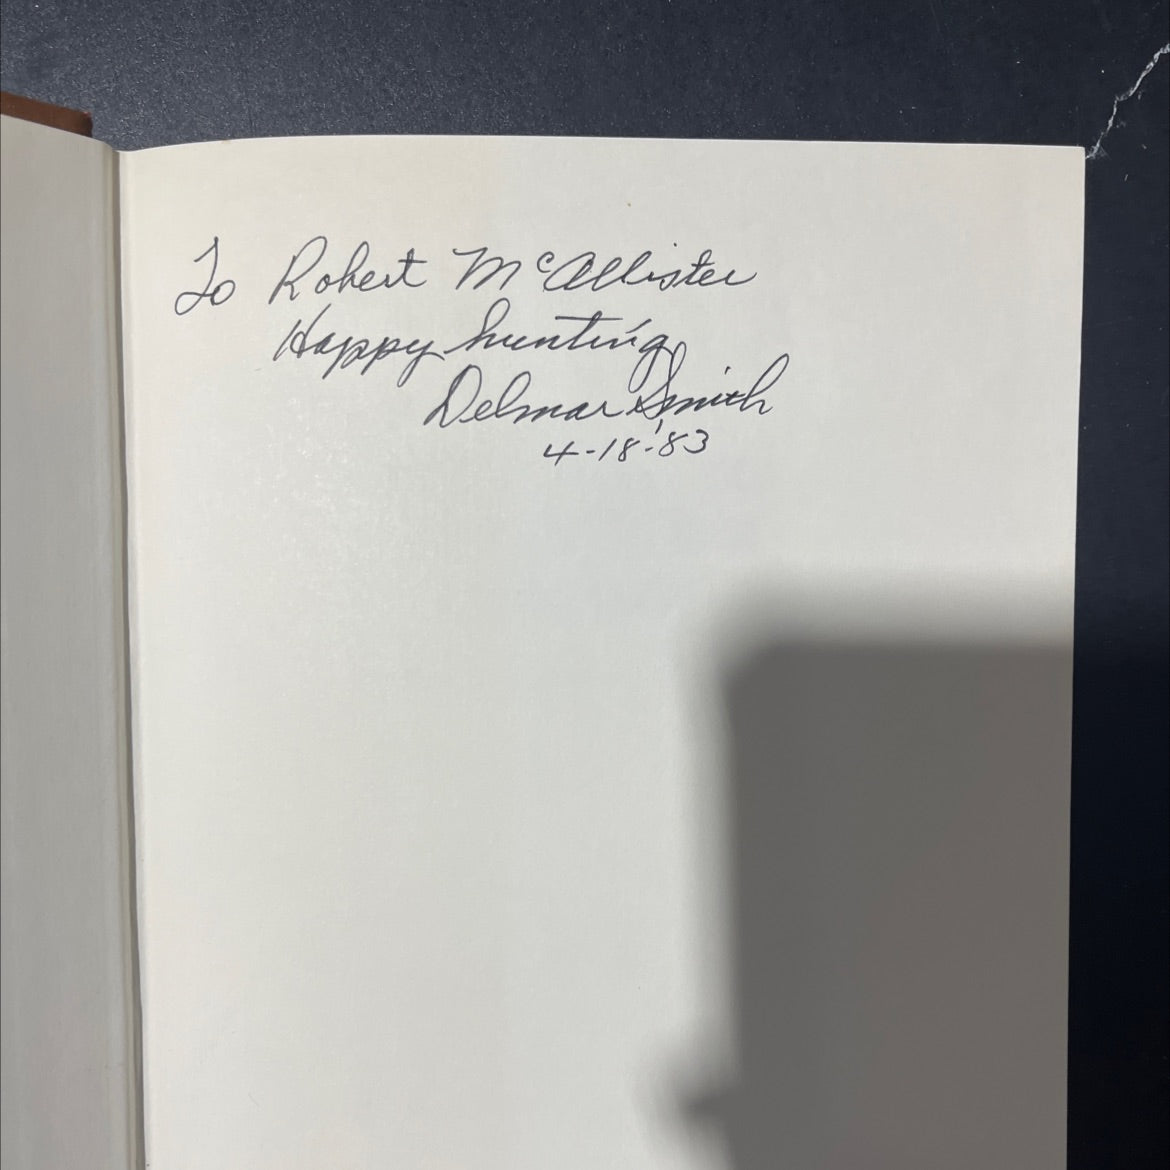 To Robert McAllister
Happy hunting
Delmar Smith
4-18-'83